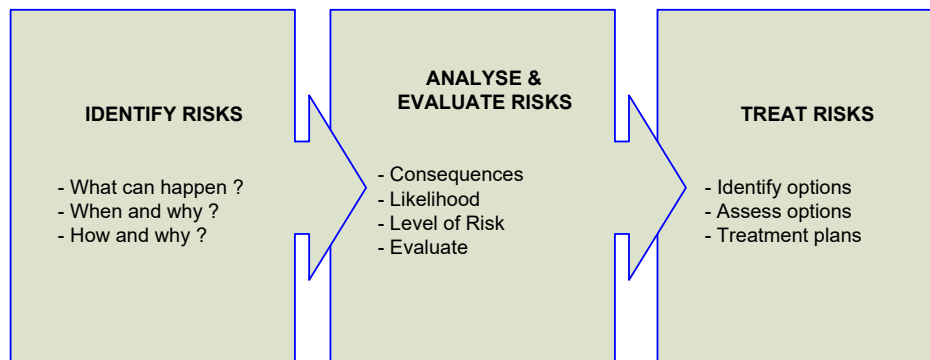 IDENTIFY RISKS
- What can happen ?
- When and why ?
- How and why ?
ANALYSE &
EVALUATE RISKS
- Consequences
- Likelihood
- Level of Risk
- Evaluate
TREAT RISKS
- Identify options
- Assess options
- Treatment plans